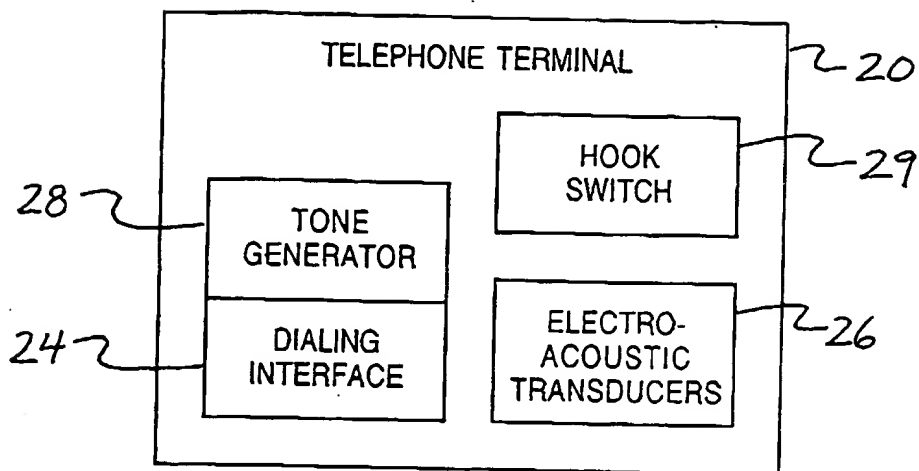 TELEPHONE TERMINAL
20
HOOK
SWITCH
29
28
TONE
GENERATOR
24
DIALING
INTERFACE
ELECTRO-
ACOUSTIC
TRANSDUCERS
26